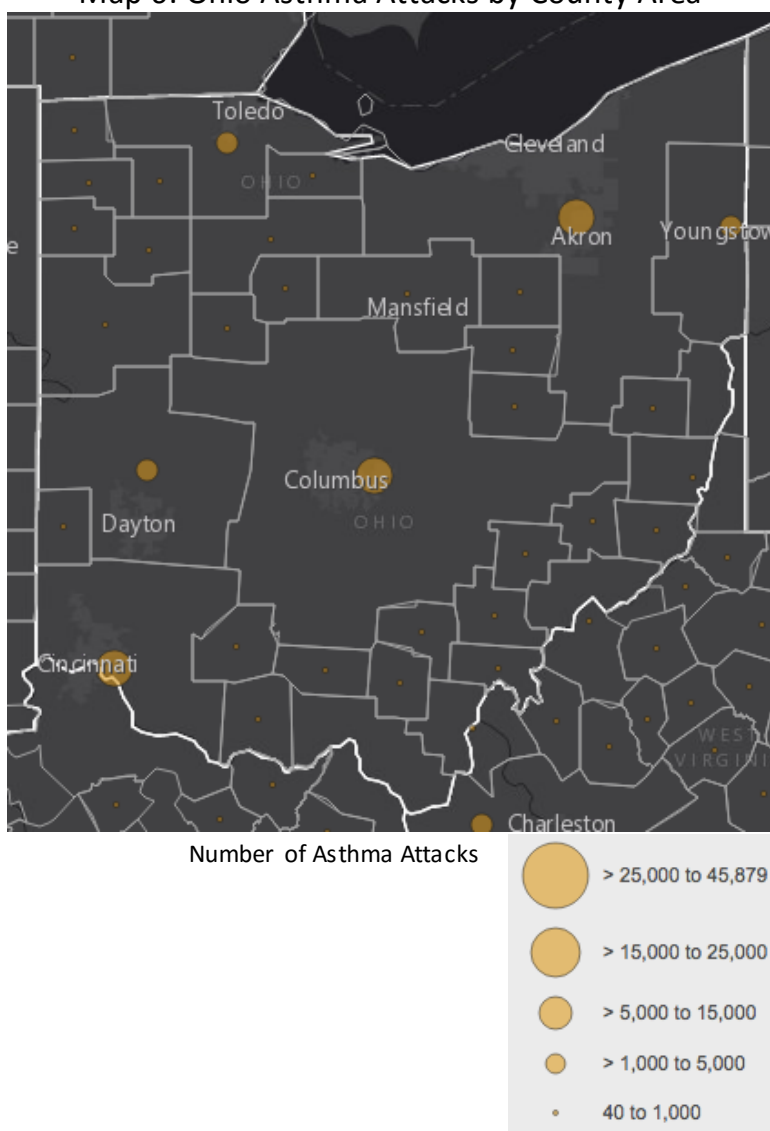 Map Ohio Asthma Attacks by County Area
Toledo
Cleveland
OHIO
Akron
Youngstow
e
Mansfield
Columbus
OHIO
Dayton
Cincinnati
WEST
VIRGINI
Charleston
Number of Asthma Attacks
> 25,000 to 45,879
> 15,000 to 25,000
> 5,000 to 15,000
> 1,000 to 5,000
40 to 1,000